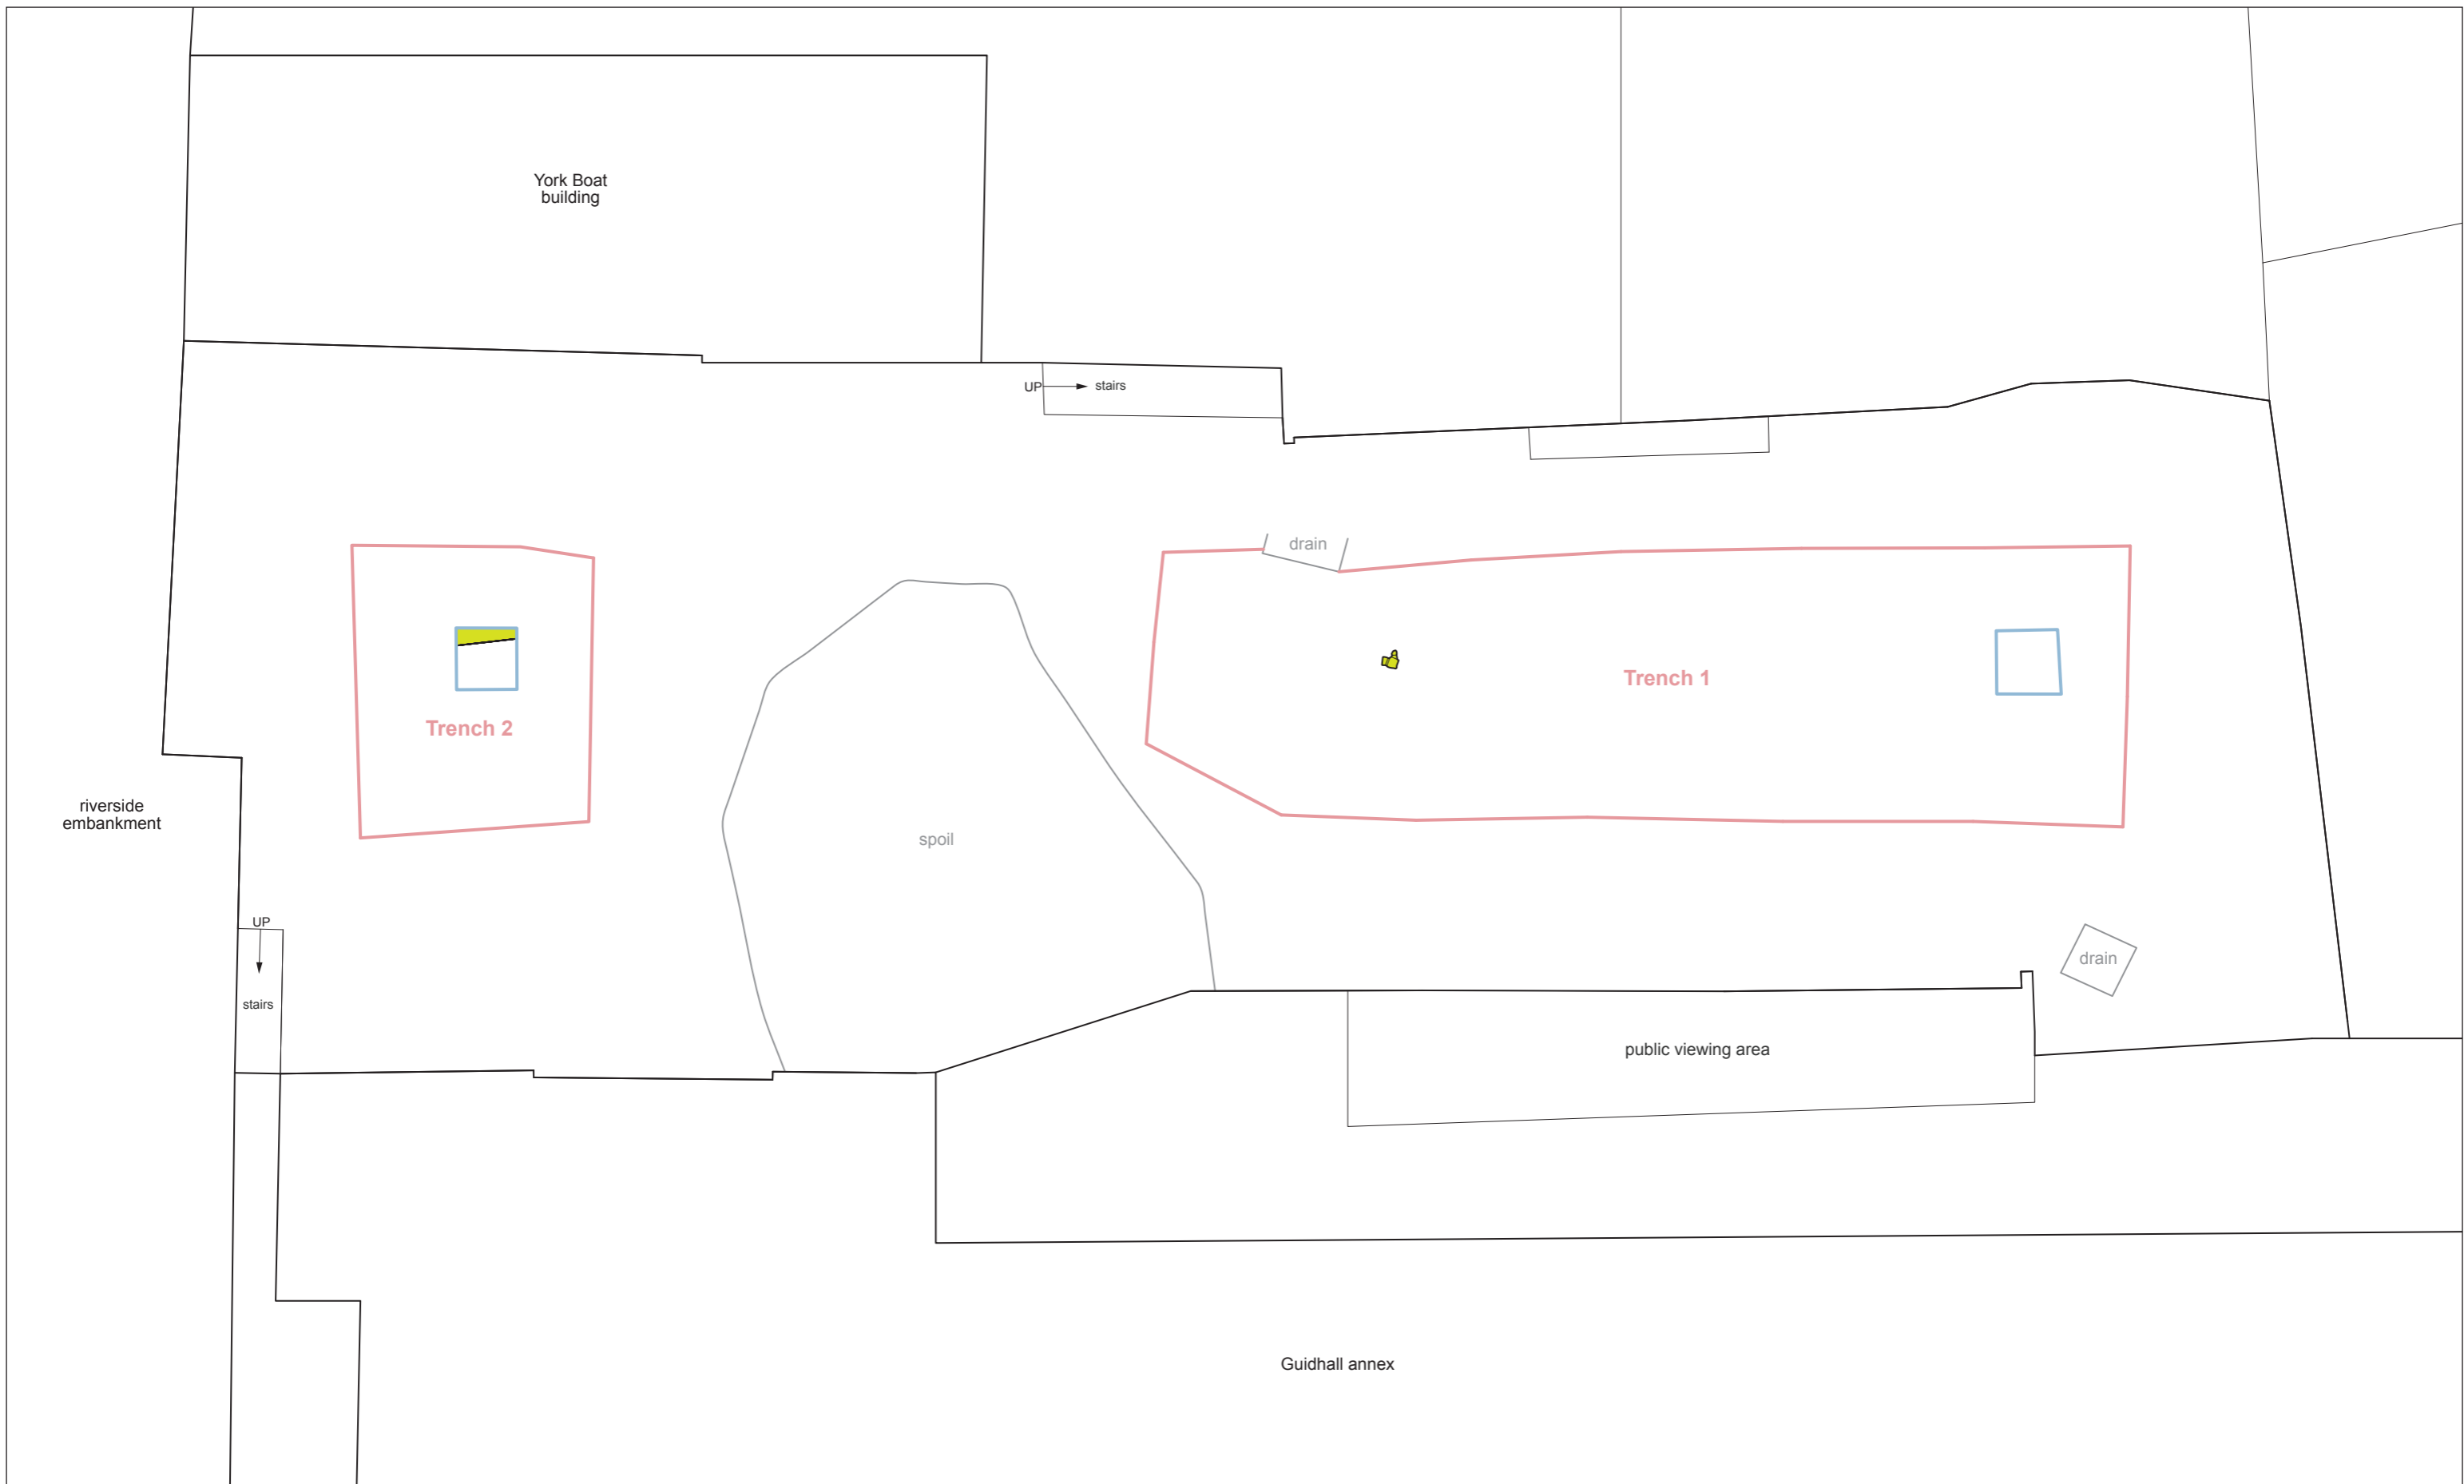 York Boat
building
UP
stairs
drain
Trench 1
Trench 2
riverside
embankment
spoil
UP
stairs
drain
public viewing area
Guidhall annex